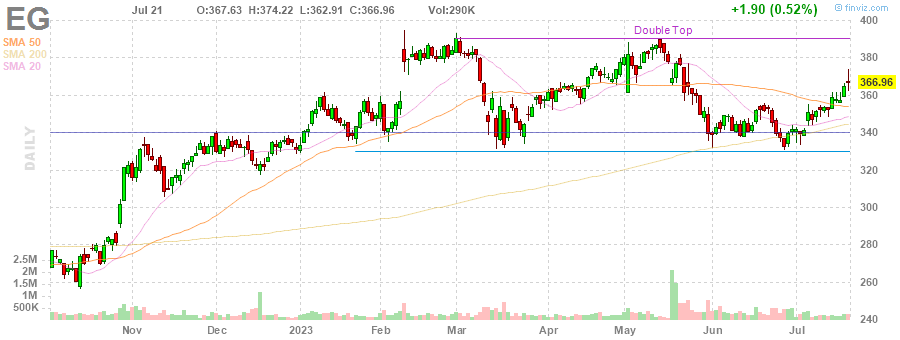 EG
Jul 21 O:367.63 H:374.22 L:362.91 C:366.96 Vol:290K
+1.90 (0.52%)
© finviz.com
SMA 50
SMA 200
SMA 20
DAILY
Double Top
400
380
366.96
360
340
320
300
280
260
240
2.5M
2M
1.5M
1M
500K
Nov Dec 2023 Feb Mar Apr May Jun Jul